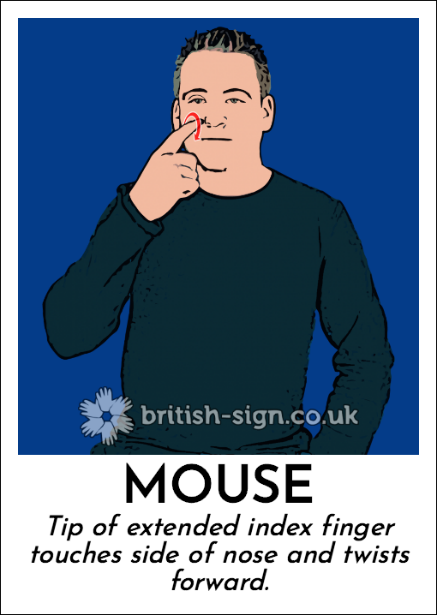 british-sign.co.uk
MOUSE
Tip of extended index finger
touches side of nose and twists
forward.